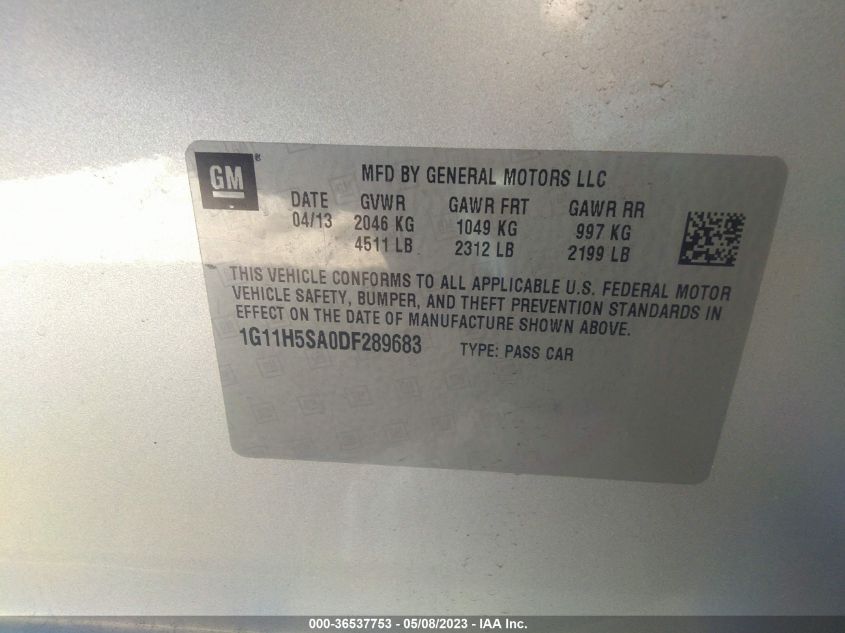 GM®
MFD BY GENERAL MOTORS LLC
DATE GVWR GAWR FRT GAWR RR
04/13 2046 KG 1049 KG 997 KG
4511 LB 2312 LB 2199 LB
THIS VEHICLE CONFORMS TO ALL APPLICABLE U.S. FEDERAL MOTOR
VEHICLE SAFETY, BUMPER, AND THEFT PREVENTION STANDARDS IN
EFFECT ON THE DATE OF MANUFACTURE SHOWN ABOVE.
1G11H5SA0DF289683 TYPE: PASS CAR
000-36537753 - 05/08/2023 - IAA Inc.